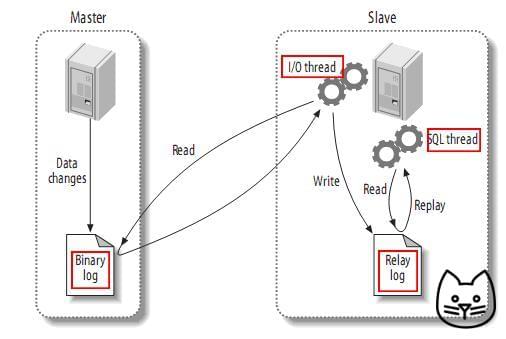 Master
Slave
I/O thread
SQL thread
Data
changes
Read
Write
Read
Replay
Binary
log
Relay
log